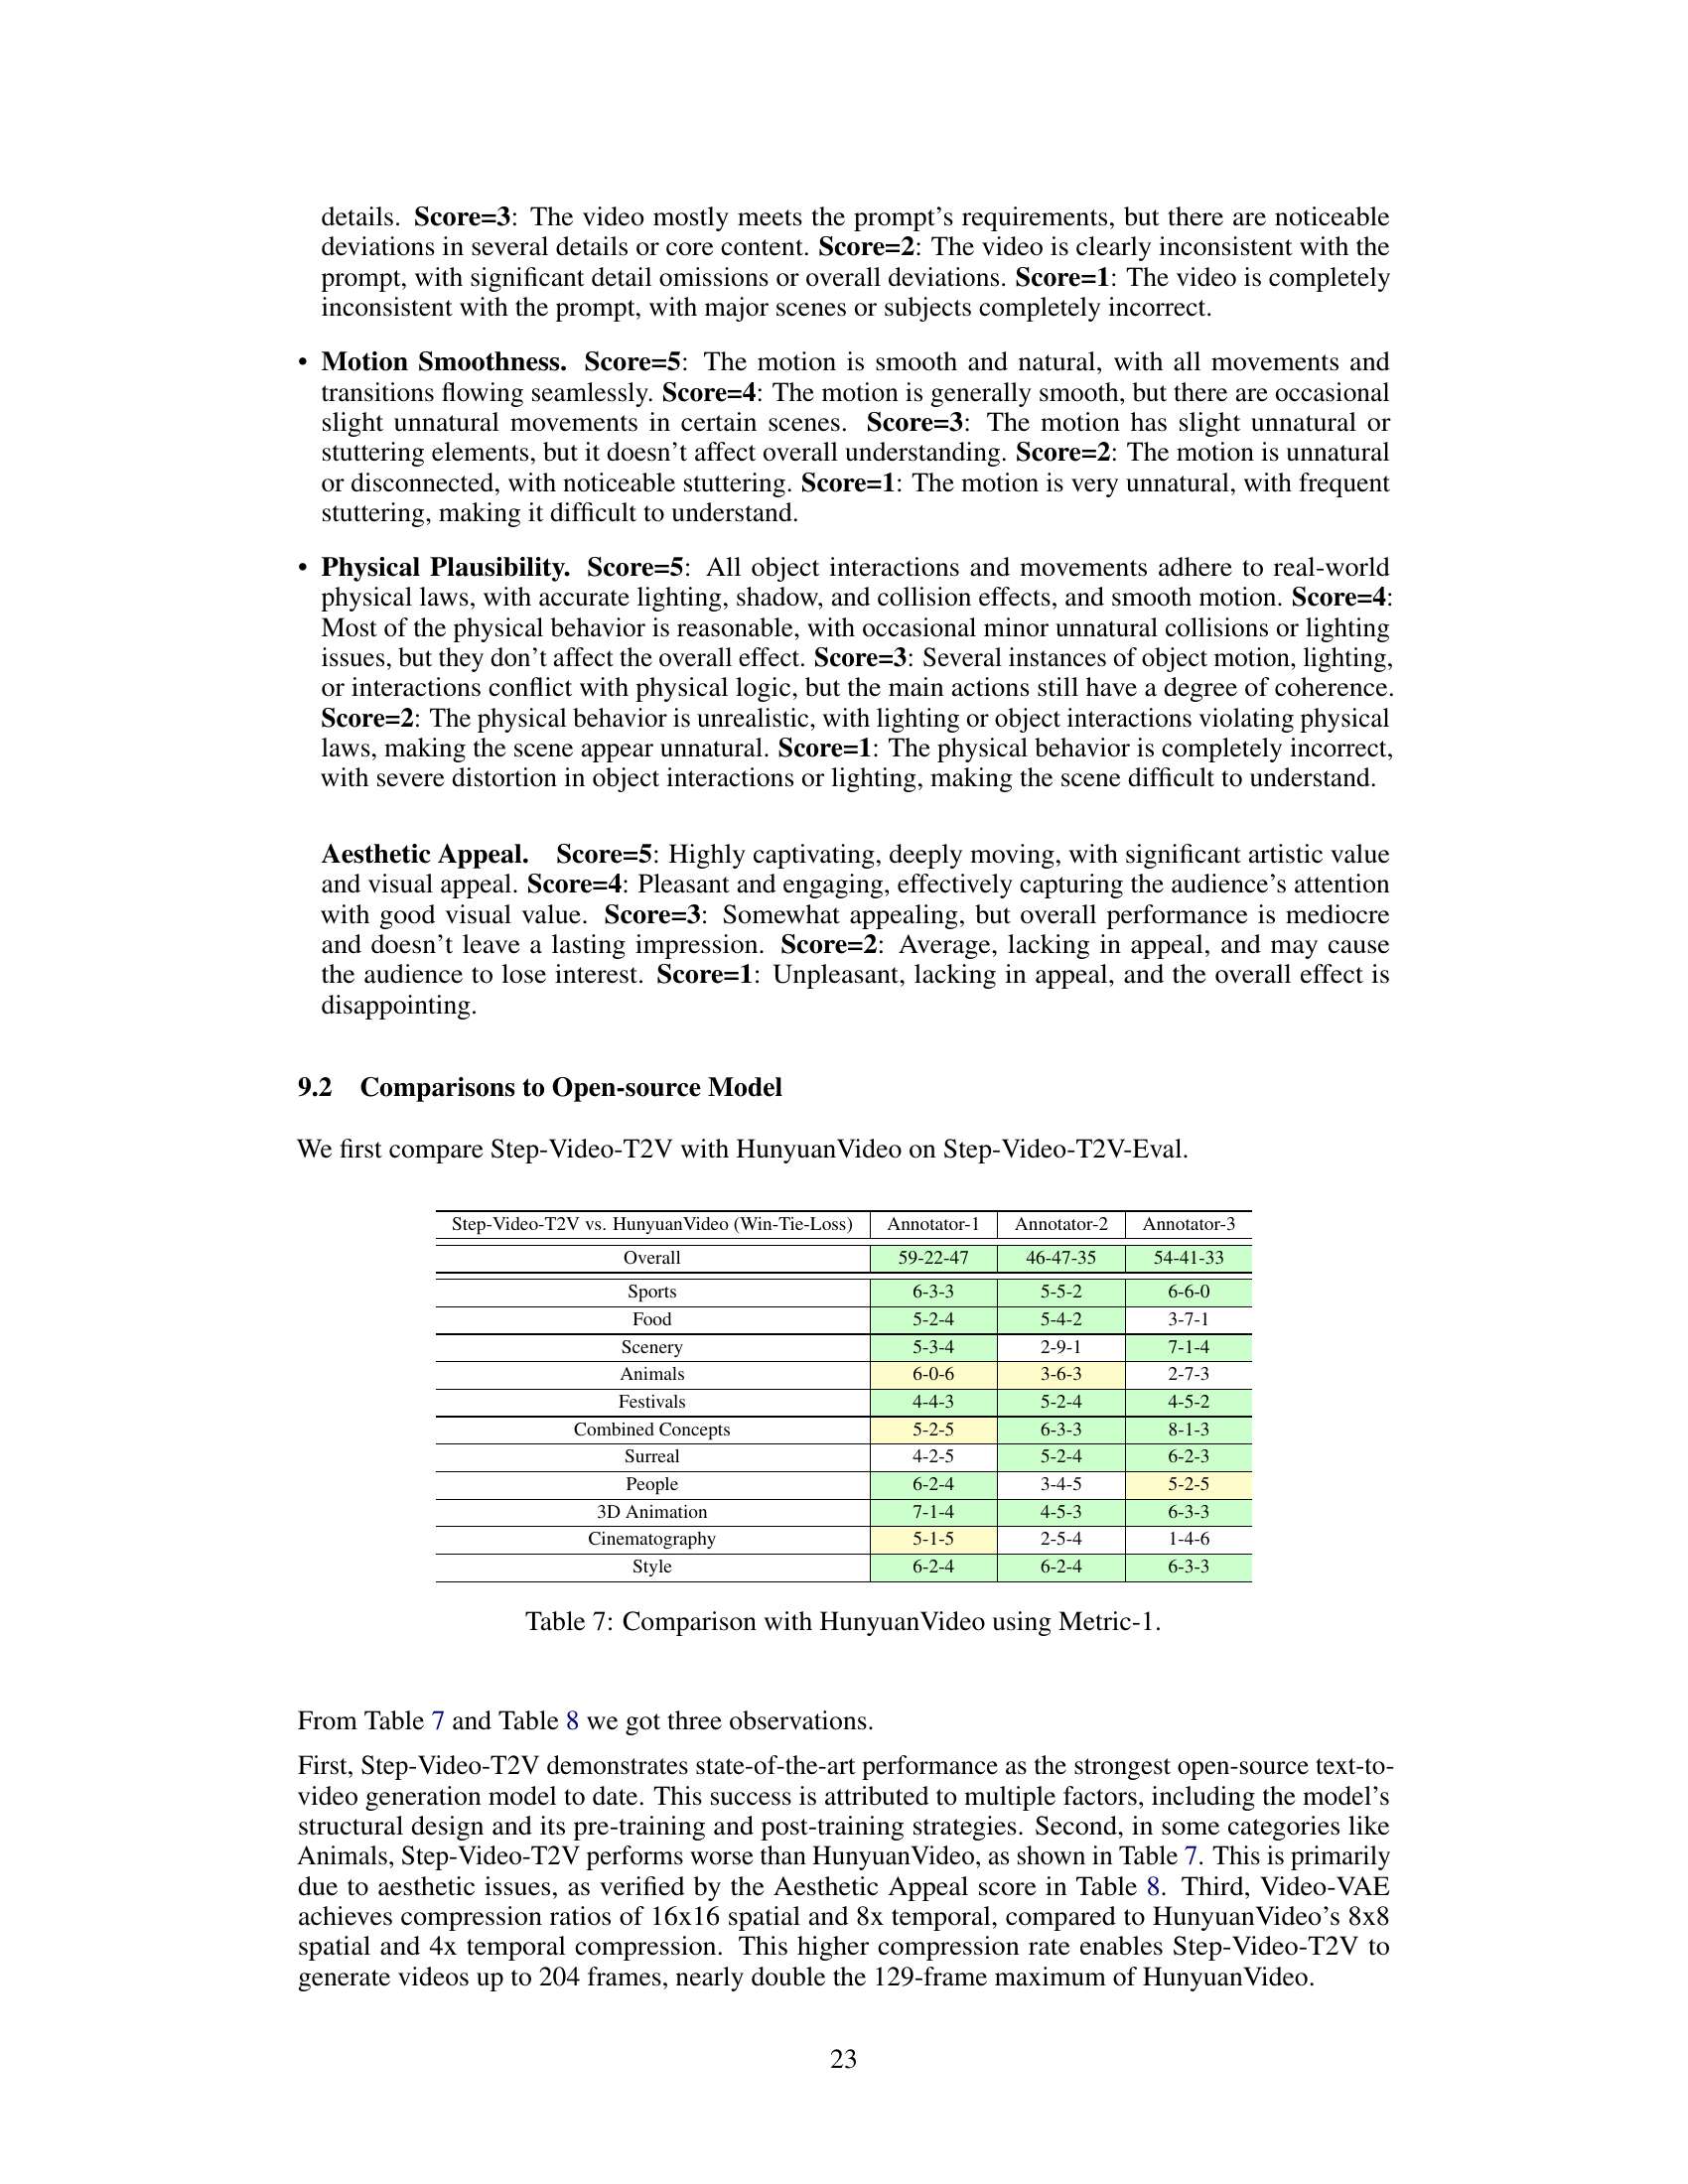 details. Score=3: The video mostly meets the prompt's requirements, but there are noticeable
deviations in several details or core content. Score=2: The video is clearly inconsistent with the
prompt, with significant detail omissions or overall deviations. Score=1: The video is completely
inconsistent with the prompt, with major scenes or subjects completely incorrect.
• Motion Smoothness. Score=5: The motion is smooth and natural, with all movements and
transitions flowing seamlessly. Score=4: The motion is generally smooth, but there are occasional
slight unnatural movements in certain scenes. Score=3: The motion has slight unnatural or
stuttering elements, but it doesn't affect overall understanding. Score=2: The motion is unnatural
or disconnected, with noticeable stuttering. Score=1: The motion is very unnatural, with frequent
stuttering, making it difficult to understand.
• Physical Plausibility. Score=5: All object interactions and movements adhere to real-world
physical laws, with accurate lighting, shadow, and collision effects, and smooth motion. Score=4:
Most of the physical behavior is reasonable, with occasional minor unnatural collisions or lighting
issues, but they don't affect the overall effect. Score=3: Several instances of object motion, lighting,
or interactions conflict with physical logic, but the main actions still have a degree of coherence.
Score=2: The physical behavior is unrealistic, with lighting or object interactions violating physical
laws, making the scene appear unnatural. Score=1: The physical behavior is completely incorrect,
with severe distortion in object interactions or lighting, making the scene difficult to understand.
Aesthetic Appeal. Score=5: Highly captivating, deeply moving, with significant artistic value
and visual appeal. Score=4: Pleasant and engaging, effectively capturing the audience's attention
with good visual value. Score=3: Somewhat appealing, but overall performance is mediocre
and doesn't leave a lasting impression. Score=2: Average, lacking in appeal, and may cause
the audience to lose interest. Score=1: Unpleasant, lacking in appeal, and the overall effect is
disappointing.
9.2 Comparisons to Open-source Model
We first compare Step-Video-T2V with HunyuanVideo on Step-Video-T2V-Eval.
Step-Video-T2V vs. HunyuanVideo (Win-Tie-Loss) Annotator-1 Annotator-2 Annotator-3
Overall 59-22-47 46-47-35 54-41-33
Sports 6-3-3 5-5-2 6-6-0
Food 5-2-4 5-4-2 3-7-1
Scenery 5-3-4 2-9-1 7-1-4
Animals 6-0-6 3-6-3 2-7-3
Festivals 4-4-3 5-2-4 4-5-2
Combined Concepts 5-2-5 6-3-3 8-1-3
Surreal 4-2-5 5-2-4 6-2-3
People 6-2-4 3-4-5 5-2-5
3D Animation 7-1-4 4-5-3 6-3-3
Cinematography 5-1-5 2-5-4 1-4-6
Style 6-2-4 6-2-4 6-3-3
Table 7: Comparison with HunyuanVideo using Metric-1.
From Table 7 and Table 8 we got three observations.
First, Step-Video-T2V demonstrates state-of-the-art performance as the strongest open-source text-to-
video generation model to date. This success is attributed to multiple factors, including the model's
structural design and its pre-training and post-training strategies. Second, in some categories like
Animals, Step-Video-T2V performs worse than HunyuanVideo, as shown in Table 7. This is primarily
due to aesthetic issues, as verified by the Aesthetic Appeal score in Table 8. Third, Video-VAE
achieves compression ratios of 16x16 spatial and 8x temporal, compared to HunyuanVideo's 8x8
spatial and 4x temporal compression. This higher compression rate enables Step-Video-T2V to
generate videos up to 204 frames, nearly double the 129-frame maximum of HunyuanVideo.
23